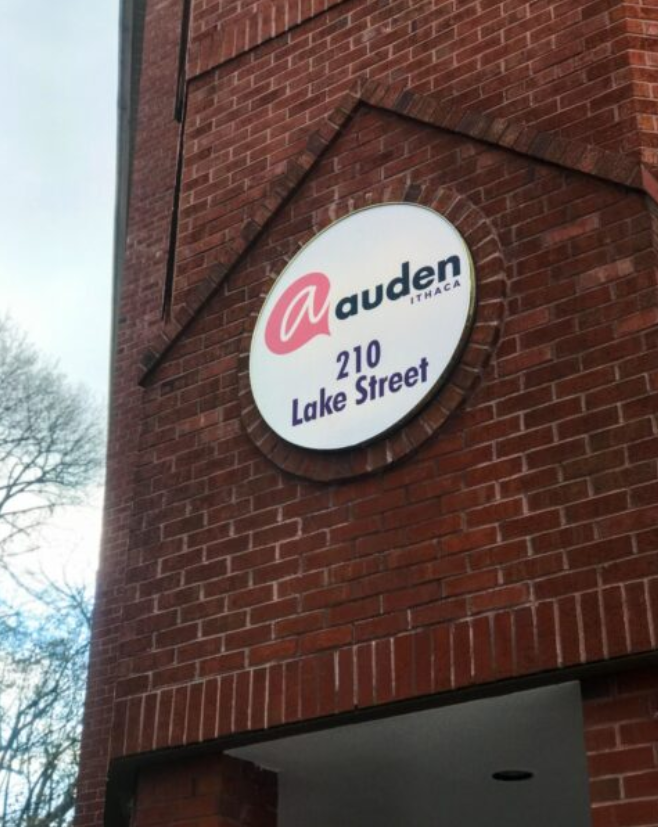 a auden
ITHACA
210
Lake Street